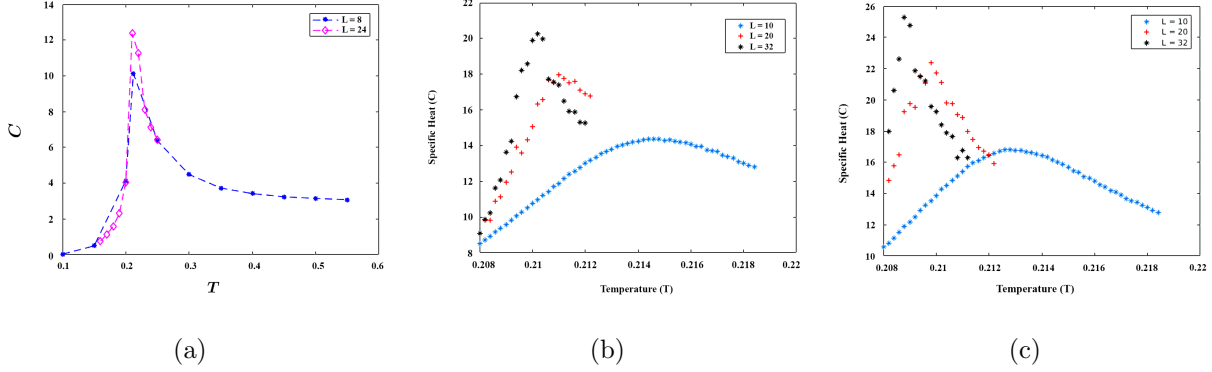 L = 8
L = 24
14
12
10
8
6
4
2
0
C
0.1
0.2
0.3
0.4
0.5
0.6
T
(a)
L = 10
L = 20
L = 32
22
20
18
16
14
12
10
8
Specific Heat (C)
0.208
0.21
0.212
0.214
0.216
0.218
0.22
Temperature (T)
(b)
L = 10
L = 20
L = 32
26
24
22
20
18
16
14
12
10
Specific Heat (C)
0.208
0.21
0.212
0.214
0.216
0.218
0.22
Temperature (T)
(c)